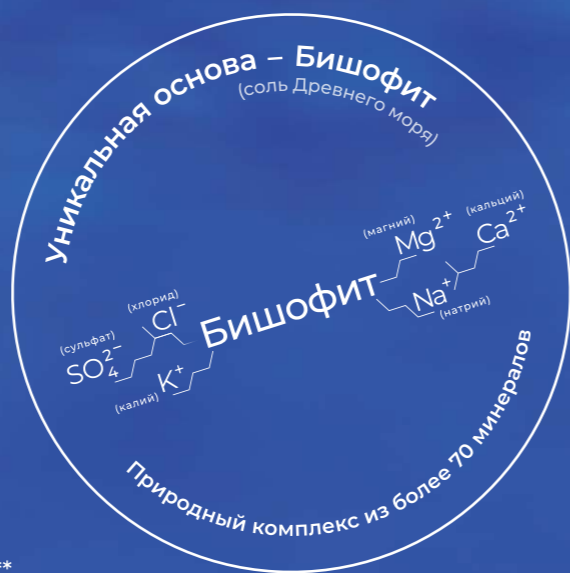 Уникальная основа – Бишофит
(соль Древнего моря)
(магний)
Mg²⁺
(кальций)
Ca²⁺
Na⁺
(натрий)
Бишофит
(хлорид)
Cl⁻
(сульфат)
SO₄²⁻
K⁺
(калий)
Природный комплекс из более 70 минералов
**